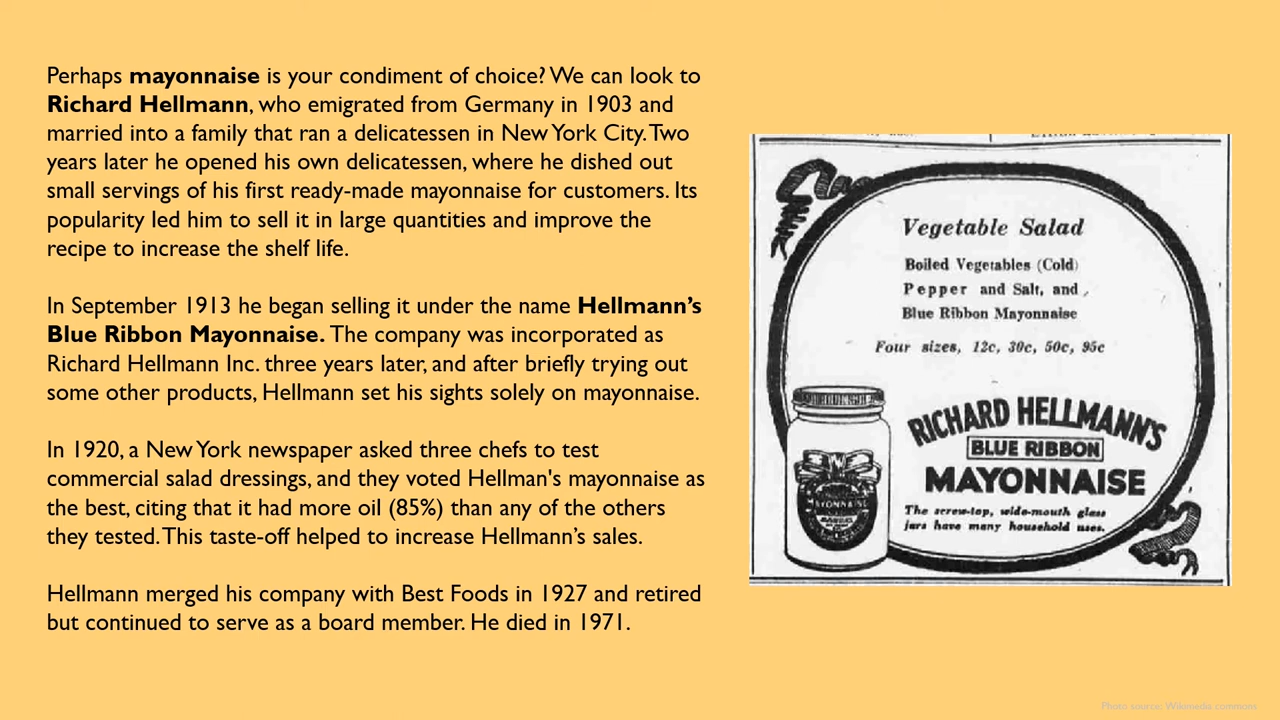 Perhaps mayonnaise is your condiment of choice? We can look to
Richard Hellmann, who emigrated from Germany in 1903 and
married into a family that ran a delicatessen in New York City. Two
years later he opened his own delicatessen, where he dished out
small servings of his first ready-made mayonnaise for customers. Its
popularity led him to sell it in large quantities and improve the
recipe to increase the shelf life.
In September 1913 he began selling it under the name Hellmann’s
Blue Ribbon Mayonnaise. The company was incorporated as
Richard Hellmann Inc. three years later, and after briefly trying out
some other products, Hellmann set his sights solely on mayonnaise.
In 1920, a New York newspaper asked three chefs to test
commercial salad dressings, and they voted Hellman's mayonnaise as
the best, citing that it had more oil (85%) than any of the others
they tested. This taste-off helped to increase Hellmann’s sales.
Hellmann merged his company with Best Foods in 1927 and retired
but continued to serve as a board member. He died in 1971.
Vegetable Salad
Boiled Vegetables (Cold)
Pepper and Salt, and
Blue Ribbon Mayonnaise
Four sizes, 12c, 30c, 50c, 95c
RICHARD HELLMANN'S
BLUE RIBBON
MAYONNAISE
The screw-top, wide-mouth glass
jars have many household uses.
Photo source: Wikimedia commons